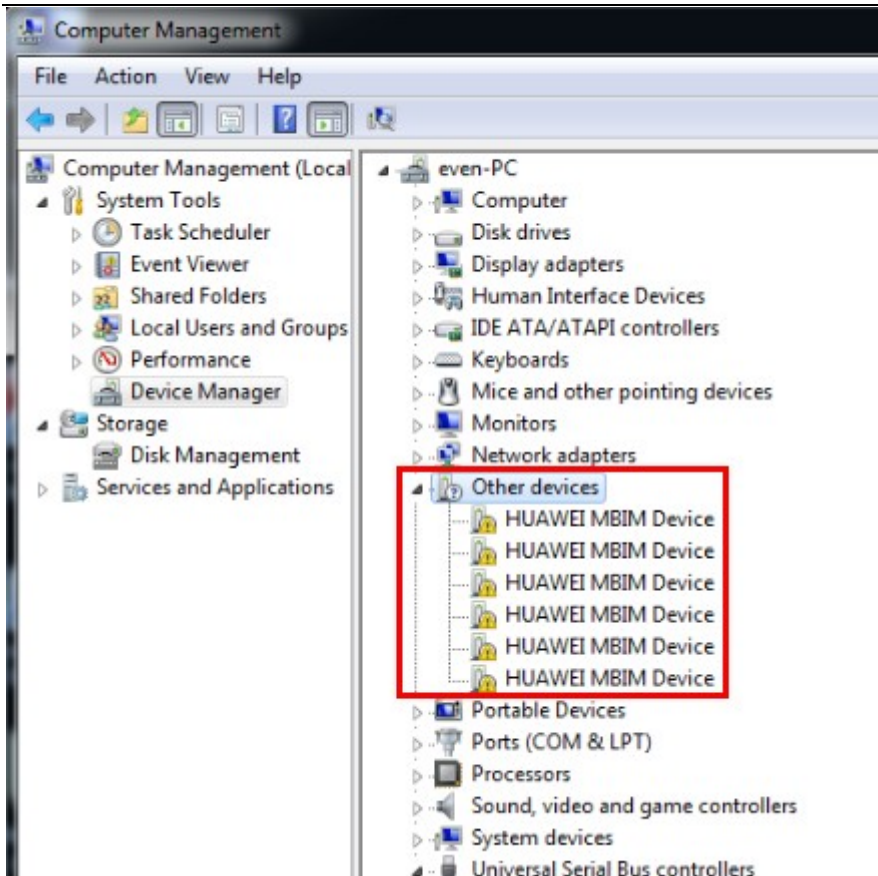 Computer Management
File Action View Help
Computer Management (Local
System Tools
Task Scheduler
Event Viewer
Shared Folders
Local Users and Groups
Performance
Device Manager
Storage
Disk Management
Services and Applications
even-PC
Computer
Disk drives
Display adapters
Human Interface Devices
IDE ATA/ATAPI controllers
Keyboards
Mice and other pointing devices
Monitors
Network adapters
Other devices
HUAWEI MBIM Device
HUAWEI MBIM Device
HUAWEI MBIM Device
HUAWEI MBIM Device
HUAWEI MBIM Device
HUAWEI MBIM Device
Portable Devices
Ports (COM & LPT)
Processors
Sound, video and game controllers
System devices
Universal Serial Bus controllers